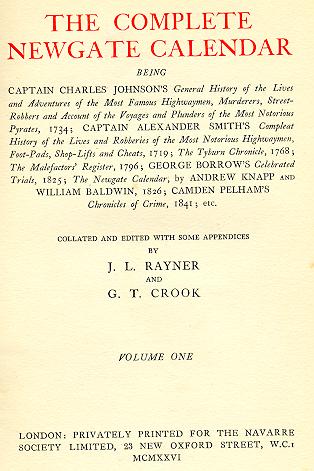 THE COMPLETE
NEWGATE CALENDAR
BEING
CAPTAIN CHARLES JOHNSON'S General History of the Lives
and Adventures of the Most Famous Highwaymen, Murderers, Street-
Robbers and Account of the Voyages and Plunders of the Most Notorious
Pyrates, 1734; CAPTAIN ALEXANDER SMITH'S Compleat
History of the Lives and Robberies of the Most Notorious Highwaymen,
Foot-Pads, Shop-Lifts and Cheats, 1719; The Tyburn Chronicle, 1768;
The Malefactors' Register, 1796; GEORGE BORROW'S Celebrated
Trials, 1825; The Newgate Calendar, by ANDREW KNAPP AND
WILLIAM BALDWIN, 1826; CAMDEN PELHAM'S
Chronicles of Crime, 1841; etc.
COLLATED AND EDITED WITH SOME APPENDICES
BY
J. L. RAYNER
AND
G. T. CROOK
VOLUME ONE
LONDON: PRIVATELY PRINTED FOR THE NAVARRE
SOCIETY LIMITED, 23 NEW OXFORD STREET, W.C.1
MCMXXVI